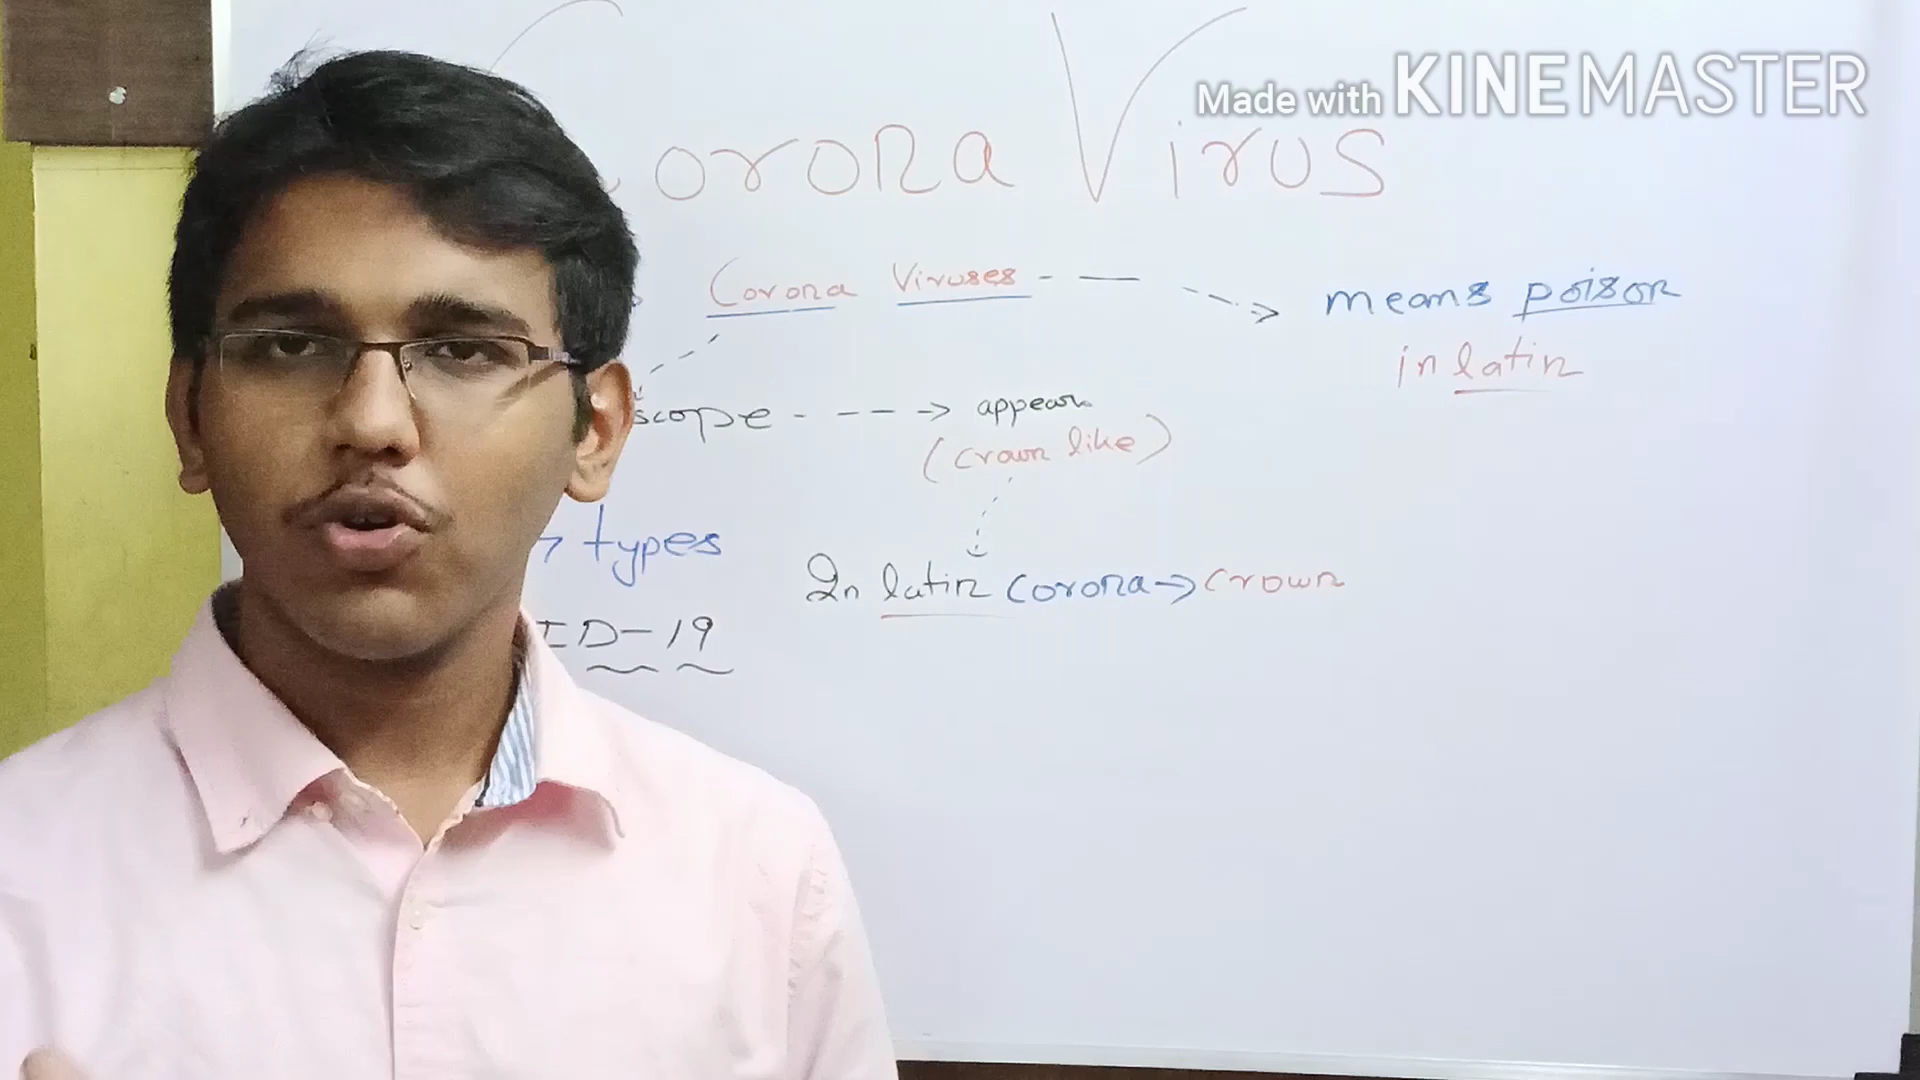 Made with KINEMASTER
Corona Virus
Corona Viruses
means poison
in latin
scope
appear
(crown like)
types
In latin corona → crown
ID-19